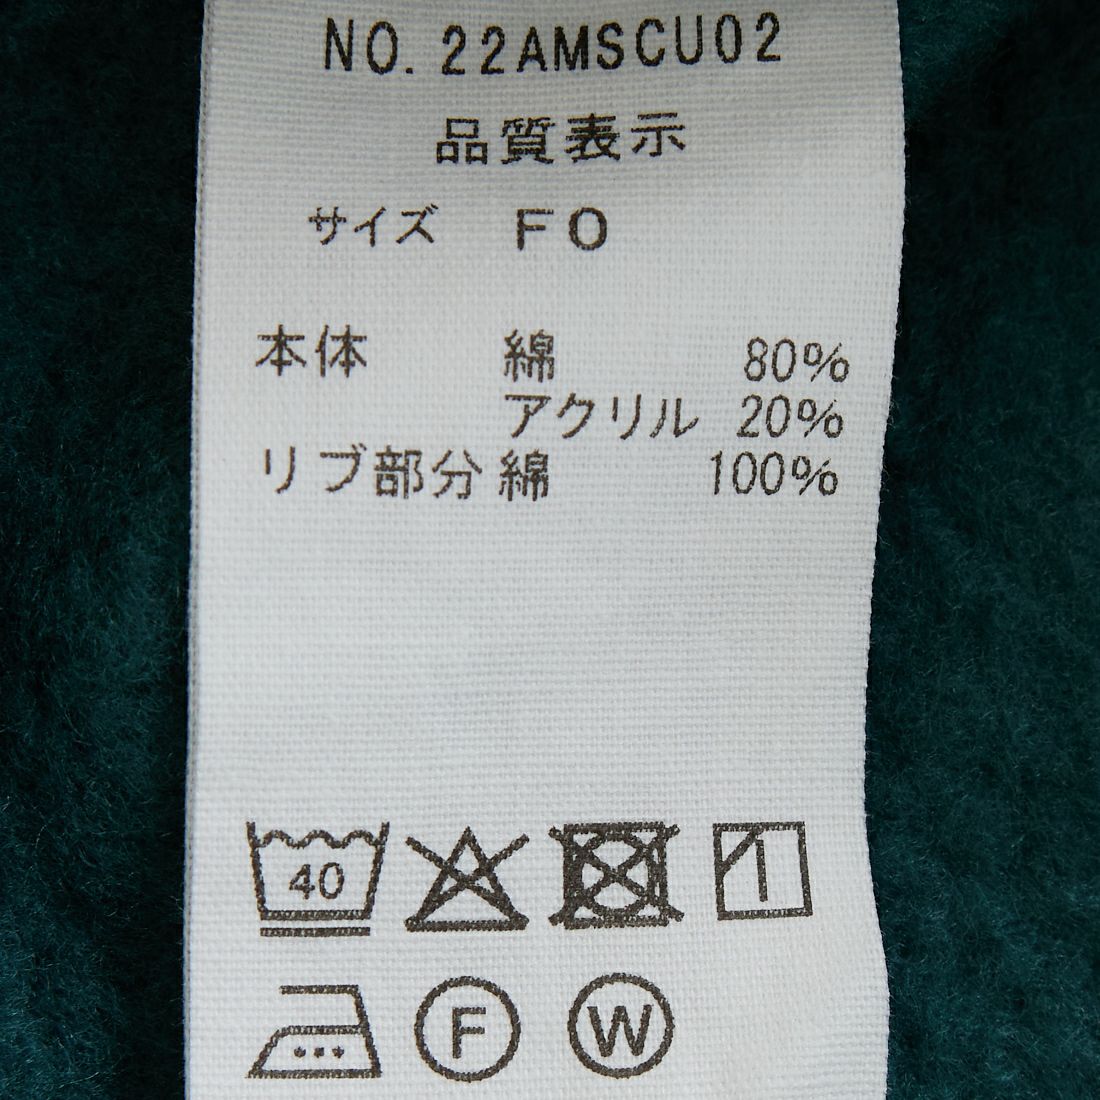 NO. 22AMSCU02
品質表示
サイズ FO
本体 綿 80%
アクリル 20%
リブ部分 綿 100%
40
F W